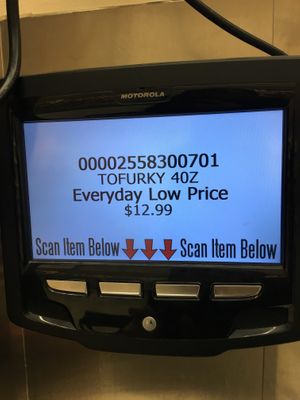 MOTOROLA
00002558300701
TOFURKY 40Z
Everyday Low Price
$12.99
Scan Item Below Scan Item Below